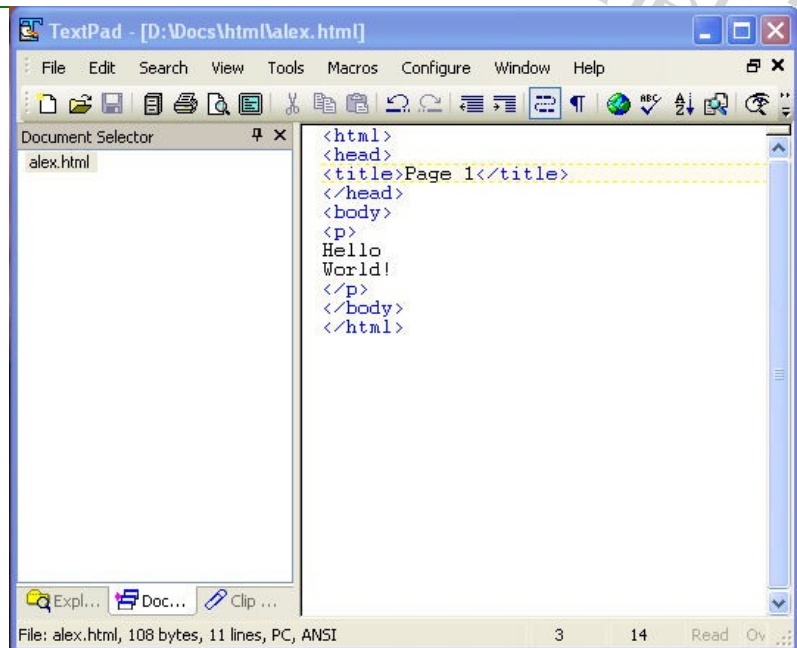 TextPad - [D:\Docs\html\alex.html]
File Edit Search View Tools Macros Configure Window Help
Document Selector
alex.html
<html>
<head>
<title>Page 1</title>
</head>
<body>
<p>
Hello
World!
</p>
</body>
</html>
Expl... Doc... Clip ...
File: alex.html, 108 bytes, 11 lines, PC, ANSI 3 14 Read Ov